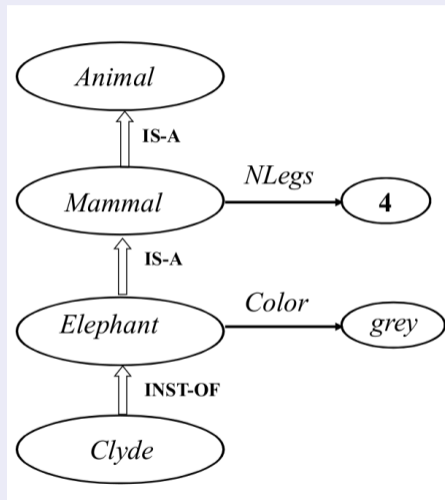 Animal
IS-A
NLegs
Mammal
4
IS-A
Color
Elephant
grey
INST-OF
Clyde